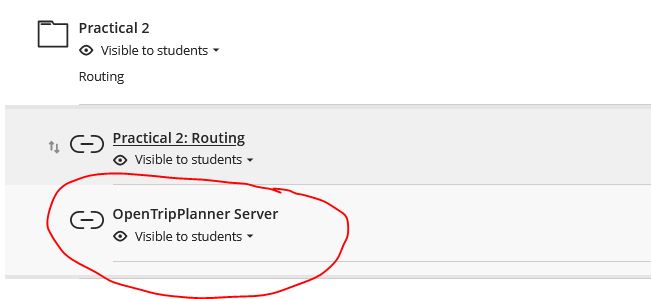 Practical 2
Visible to students
Routing
Practical 2: Routing
Visible to students
OpenTripPlanner Server
Visible to students